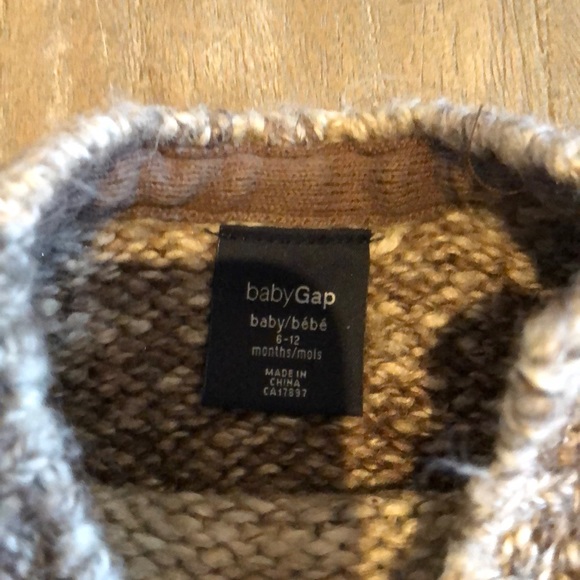 babyGap
baby/bébé
6-12
months/mois
MADE IN
CHINA
CA17897